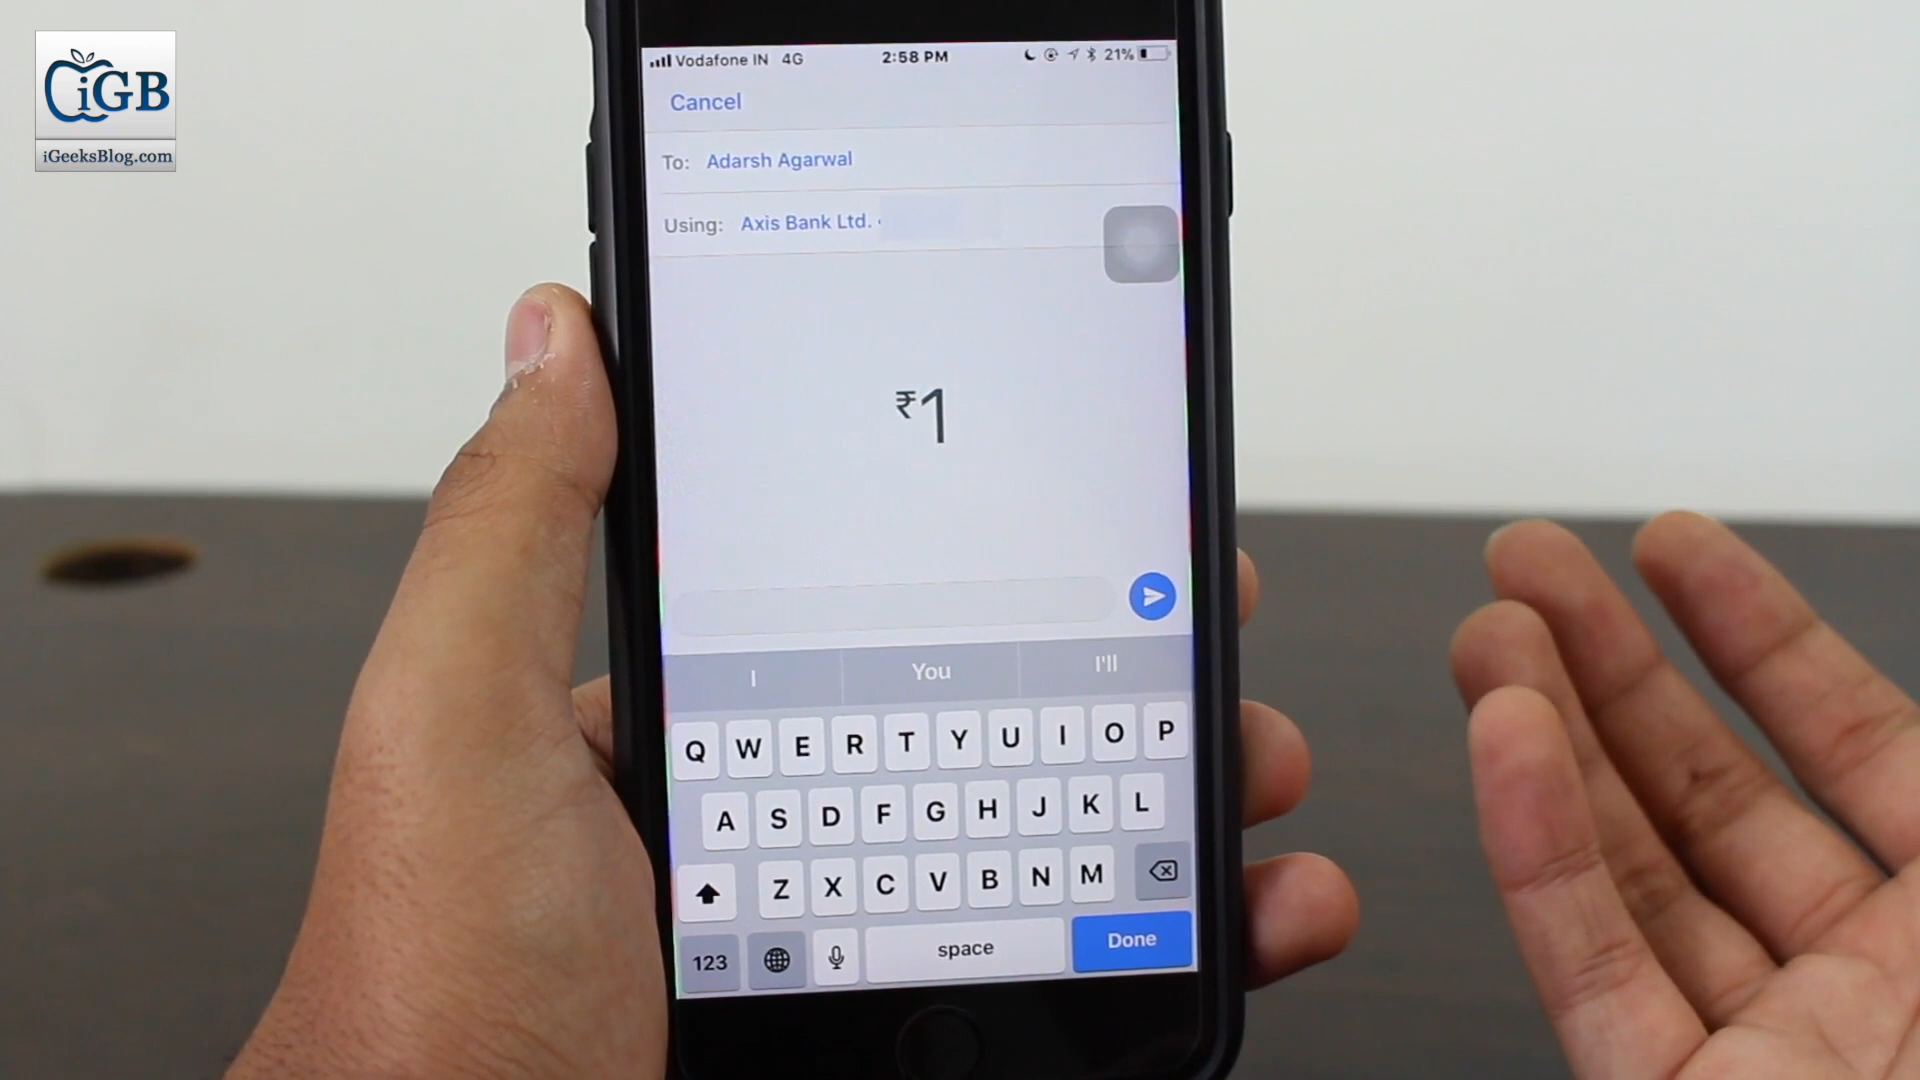 iGB
iGeeksBlog.com
Vodafone IN 4G 2:58 PM 21%
Cancel
To: Adarsh Agarwal
Using: Axis Bank Ltd.
₹1
I You I'll
Q W E R T Y U I O P
A S D F G H J K L
Z X C V B N M
123 space Done